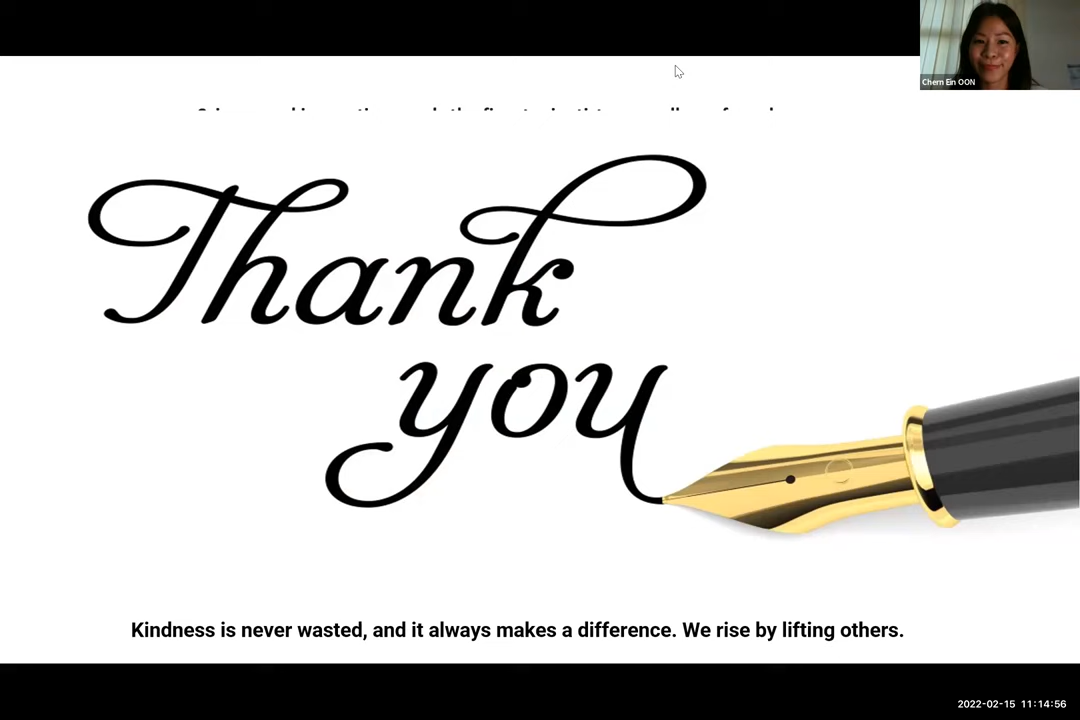 Chern Ein OON
Thank
you
Kindness is never wasted, and it always makes a difference. We rise by lifting others.
2022-02-15 11:14:56